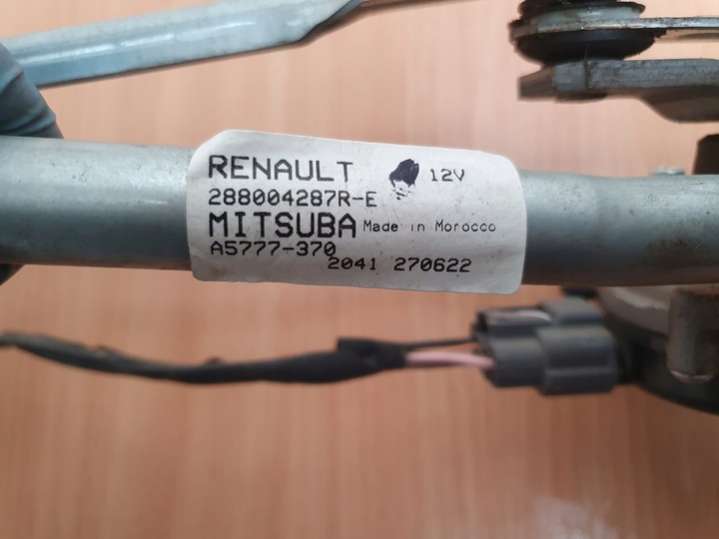 RENAULT 12V
288004287R-E
MITSUBA Made in Morocco
A5777-370
2041 270622